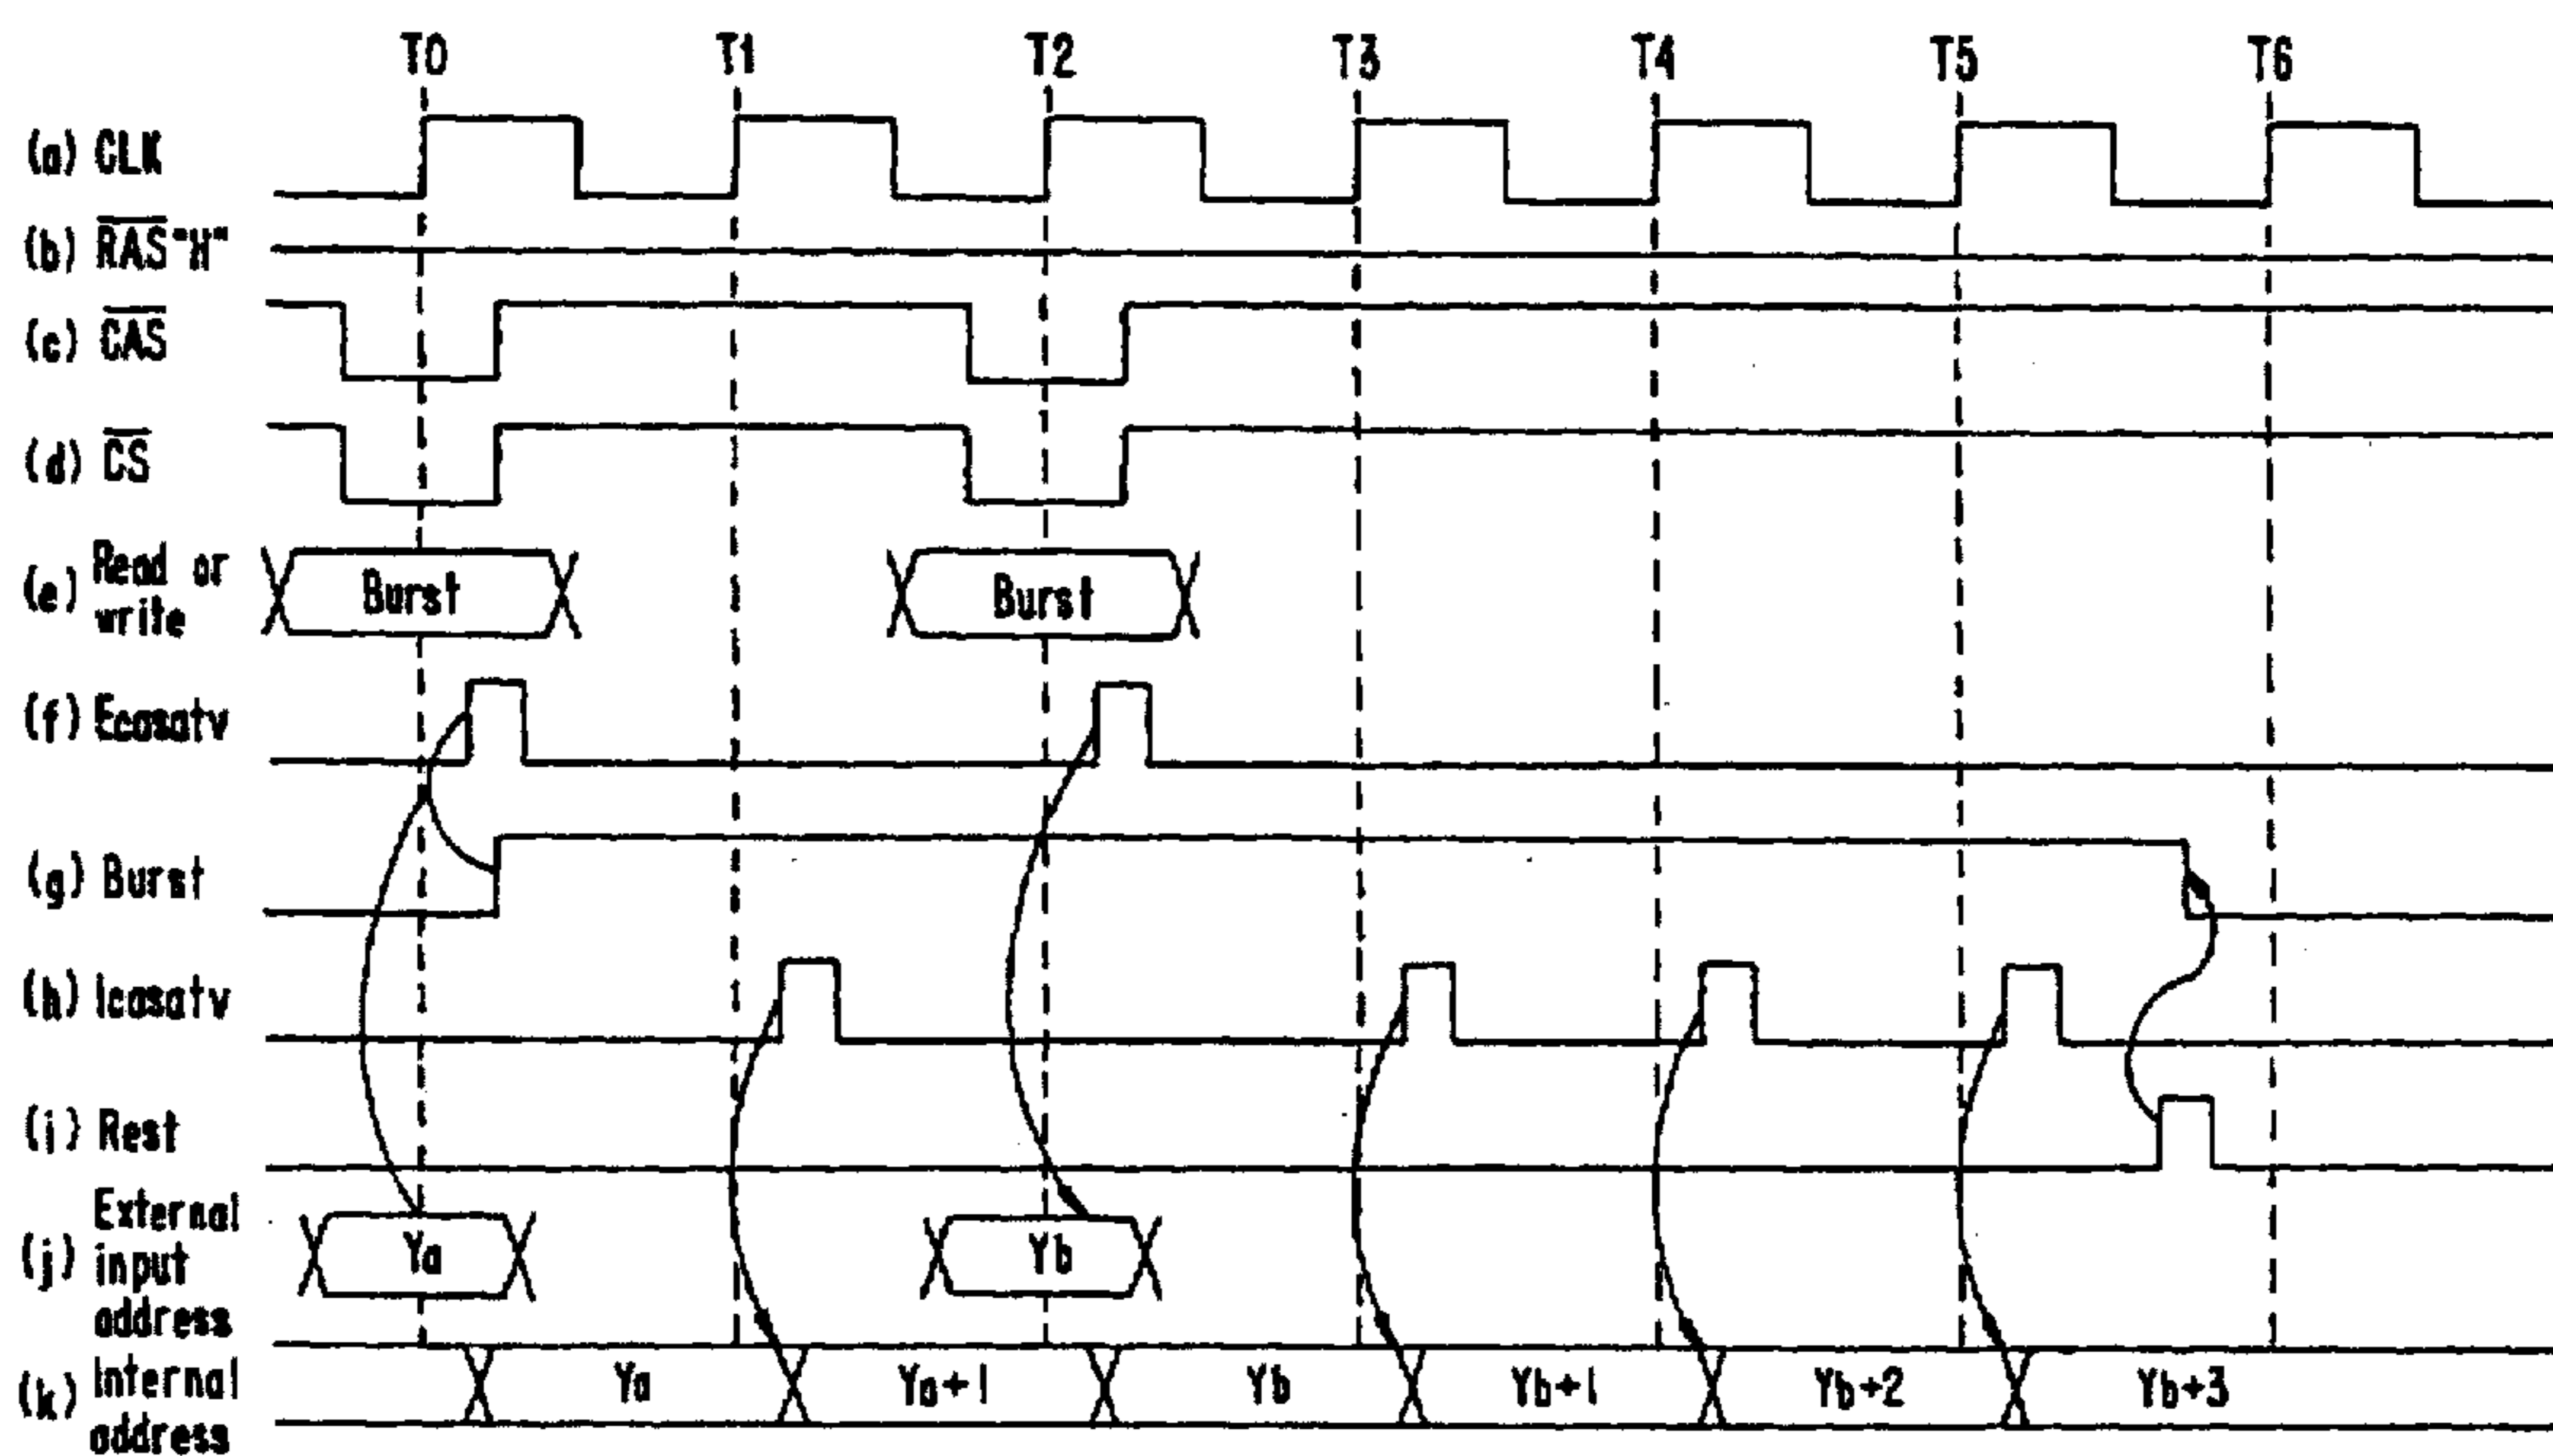 T0 T1 T2 T3 T4 T5 T6
(a) CLK
(b) RAS "H"
(c) CAS
(d) CS
(e) Read or write
Burst Burst
(f) Ecasatv
(g) Burst
(h) Icasatv
(i) Rest
(j) External input address
Ya Yb
(k) Internal address
Ya Ya+1 Yb Yb+1 Yb+2 Yb+3